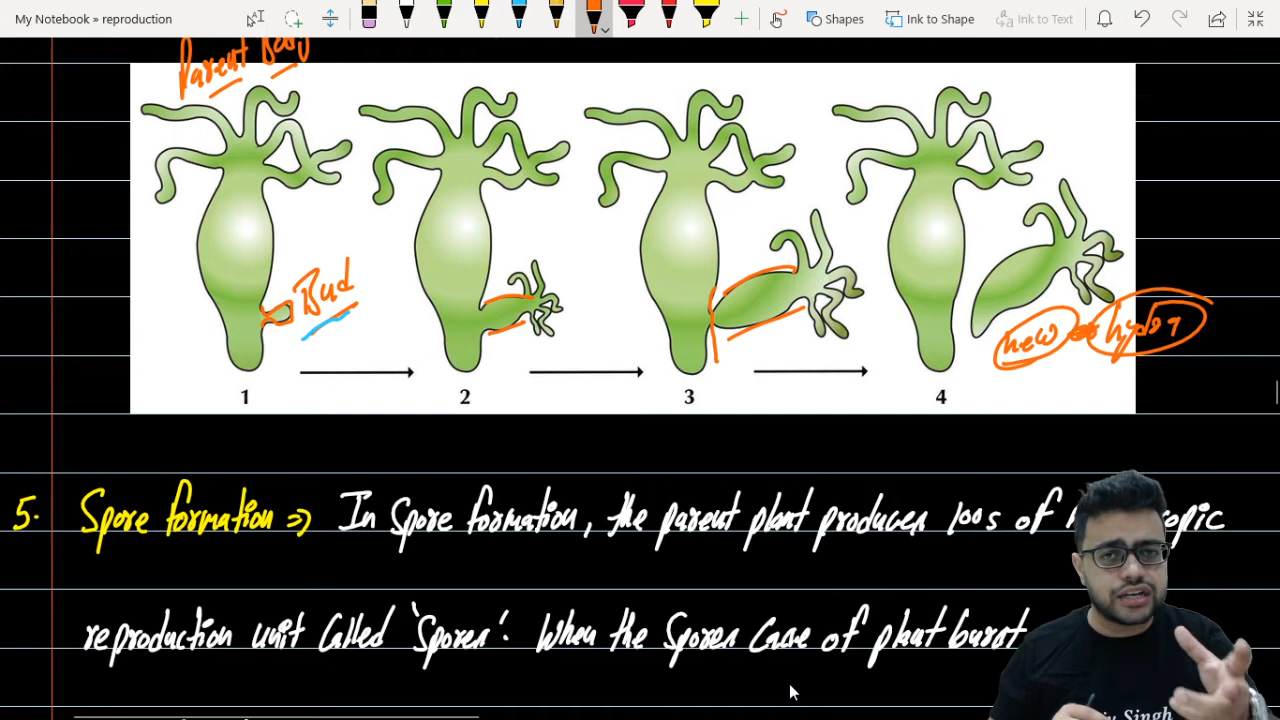 My Notebook » reproduction
Shapes
Ink to Shape
Ink to Text
Parent Body
Bud
new hydra
1
2
3
4
5. Spore formation ⇒ In Spore formation, the parent plant produces 100s of
reproduction unit called 'Spores'. When the Spores Case of plant burst
Singh